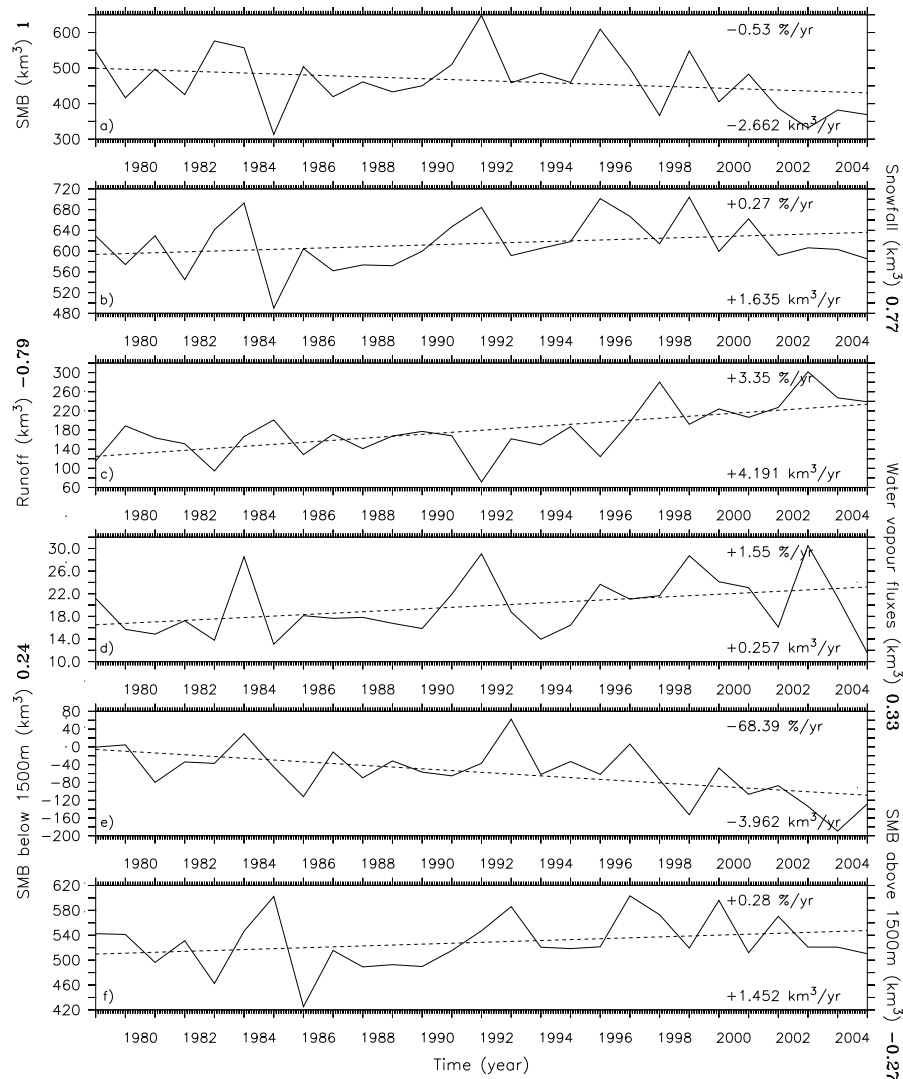 SMB (km³) 1
600
500
400
300
−0.53 %/yr
a)
−2.662 km³/yr
1980 1982 1984 1986 1988 1990 1992 1994 1996 1998 2000 2002 2004
Snowfall (km³) 0.77
720
680
640
600
560
520
480
+0.27 %/yr
b)
+1.635 km³/yr
1980 1982 1984 1986 1988 1990 1992 1994 1996 1998 2000 2002 2004
Runoff (km³) −0.79
300
260
220
180
140
100
60
+3.35 %/yr
c)
+4.191 km³/yr
1980 1982 1984 1986 1988 1990 1992 1994 1996 1998 2000 2002 2004
Water vapour fluxes (km³) 0.33
30.0
26.0
22.0
18.0
14.0
10.0
+1.55 %/yr
d)
+0.257 km³/yr
1980 1982 1984 1986 1988 1990 1992 1994 1996 1998 2000 2002 2004
SMB below 1500m (km³) 0.24
80
40
0
−40
−80
−120
−160
−200
−68.39 %/yr
e)
−3.962 km³/yr
1980 1982 1984 1986 1988 1990 1992 1994 1996 1998 2000 2002 2004
SMB above 1500m (km³) −0.27
620
580
540
500
460
420
+0.28 %/yr
f)
+1.452 km³/yr
1980 1982 1984 1986 1988 1990 1992 1994 1996 1998 2000 2002 2004
Time (year)